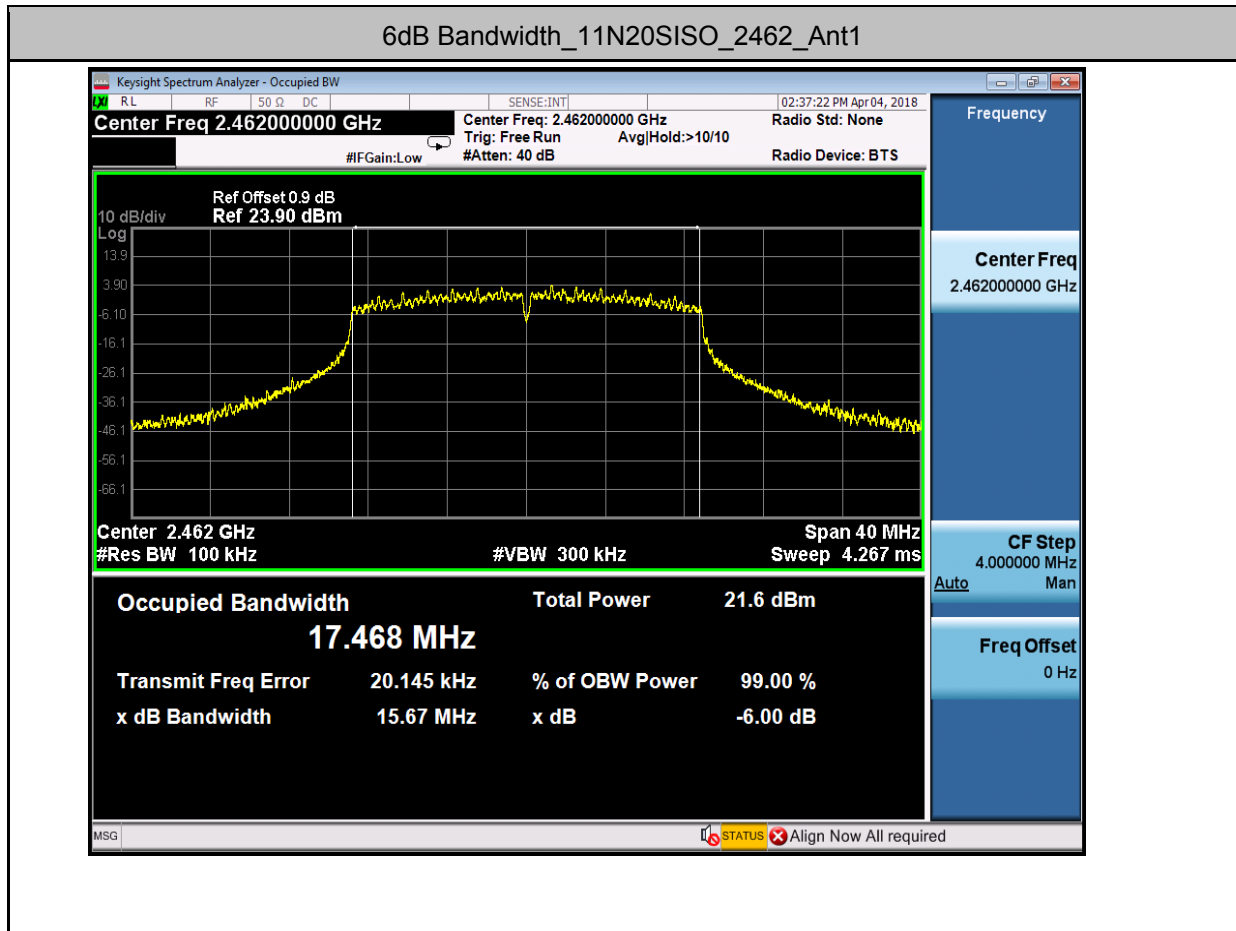 6dB Bandwidth_11N20SISO_2462_Ant1
Keysight Spectrum Analyzer - Occupied BW
LXI RL RF 50 Ω DC SENSE:INT 02:37:22 PM Apr 04, 2018
Center Freq 2.462000000 GHz
Center Freq: 2.462000000 GHz Radio Std: None
Trig: Free Run Avg|Hold:>10/10
#IFGain:Low #Atten: 40 dB Radio Device: BTS
Frequency
Ref Offset 0.9 dB
10 dB/div Ref 23.90 dBm
Log
13.9
3.90
-6.10
-16.1
-26.1
-36.1
-46.1
-56.1
-66.1
Center 2.462 GHz Span 40 MHz
#Res BW 100 kHz #VBW 300 kHz Sweep 4.267 ms
Center Freq
2.462000000 GHz
CF Step
4.000000 MHz
Auto Man
Freq Offset
0 Hz
Occupied Bandwidth Total Power 21.6 dBm
17.468 MHz
Transmit Freq Error 20.145 kHz % of OBW Power 99.00 %
x dB Bandwidth 15.67 MHz x dB -6.00 dB
MSG STATUS Align Now All required